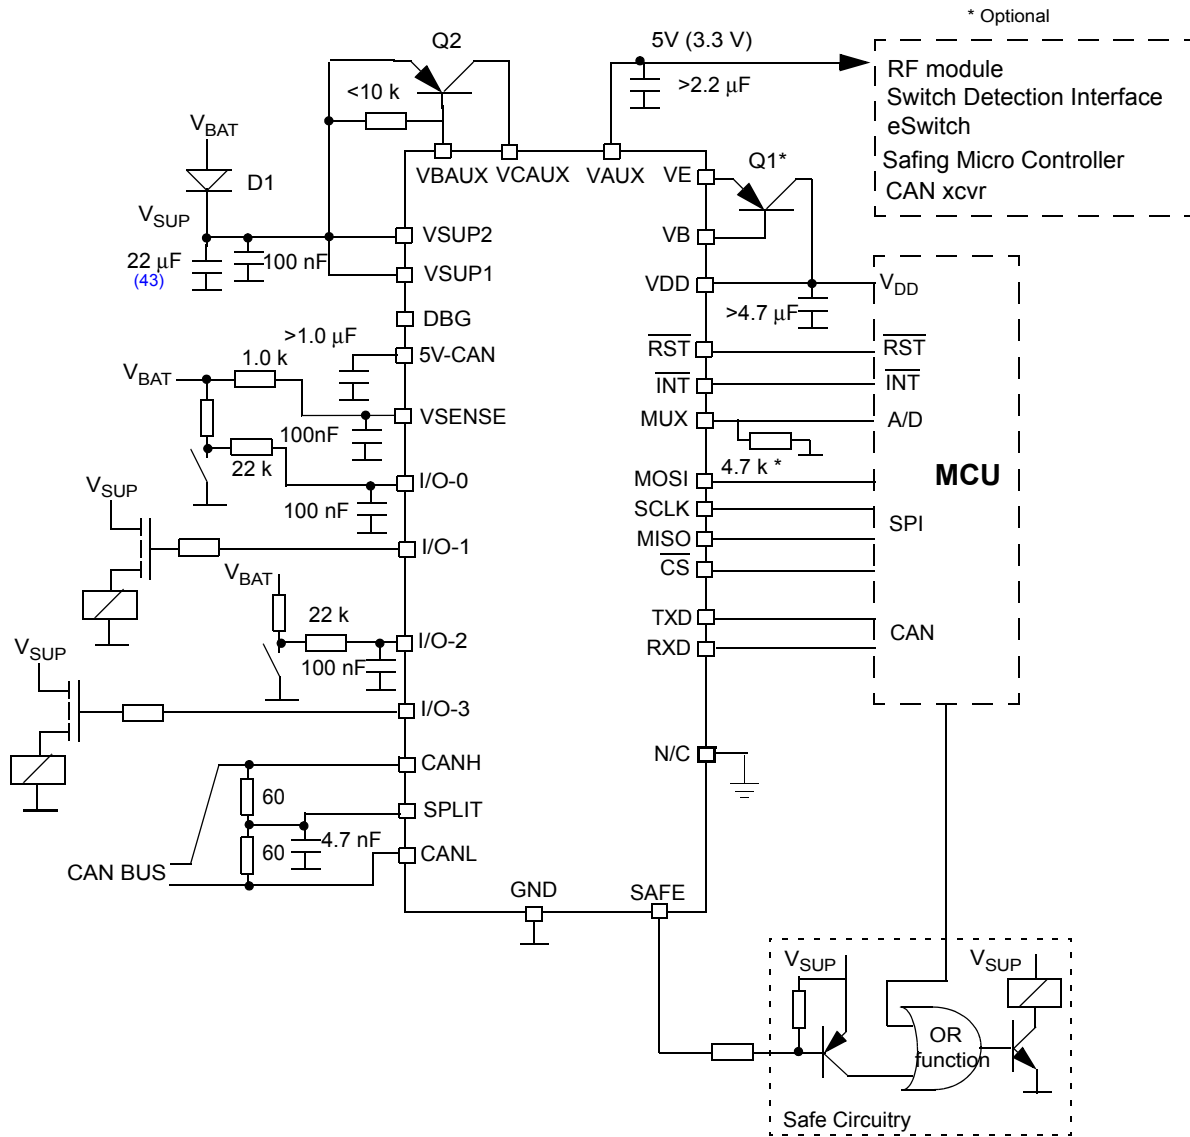 * Optional
Q2
5V (3.3 V)
RF module
Switch Detection Interface
eSwitch
Safing Micro Controller
CAN xcvr
>2.2 μF
<10 k
VBAT
D1
VSUP
22 μF
(43)
100 nF
VBAUX
VCAUX
VAUX
VE
Q1*
VB
VSUP2
VSUP1
VDD
VDD
>4.7 μF
DBG
>1.0 μF
5V-CAN
RST
RST
INT
INT
VBAT
1.0 k
VSENSE
100nF
MUX
A/D
4.7 k *
MCU
22 k
I/O-0
100 nF
MOSI
SCLK
SPI
MISO
CS
VSUP
I/O-1
VBAT
22 k
I/O-2
100 nF
TXD
CAN
RXD
VSUP
I/O-3
N/C
CANH
60
SPLIT
4.7 nF
60
CANL
CAN BUS
GND
SAFE
VSUP
VSUP
OR
function
Safe Circuitry